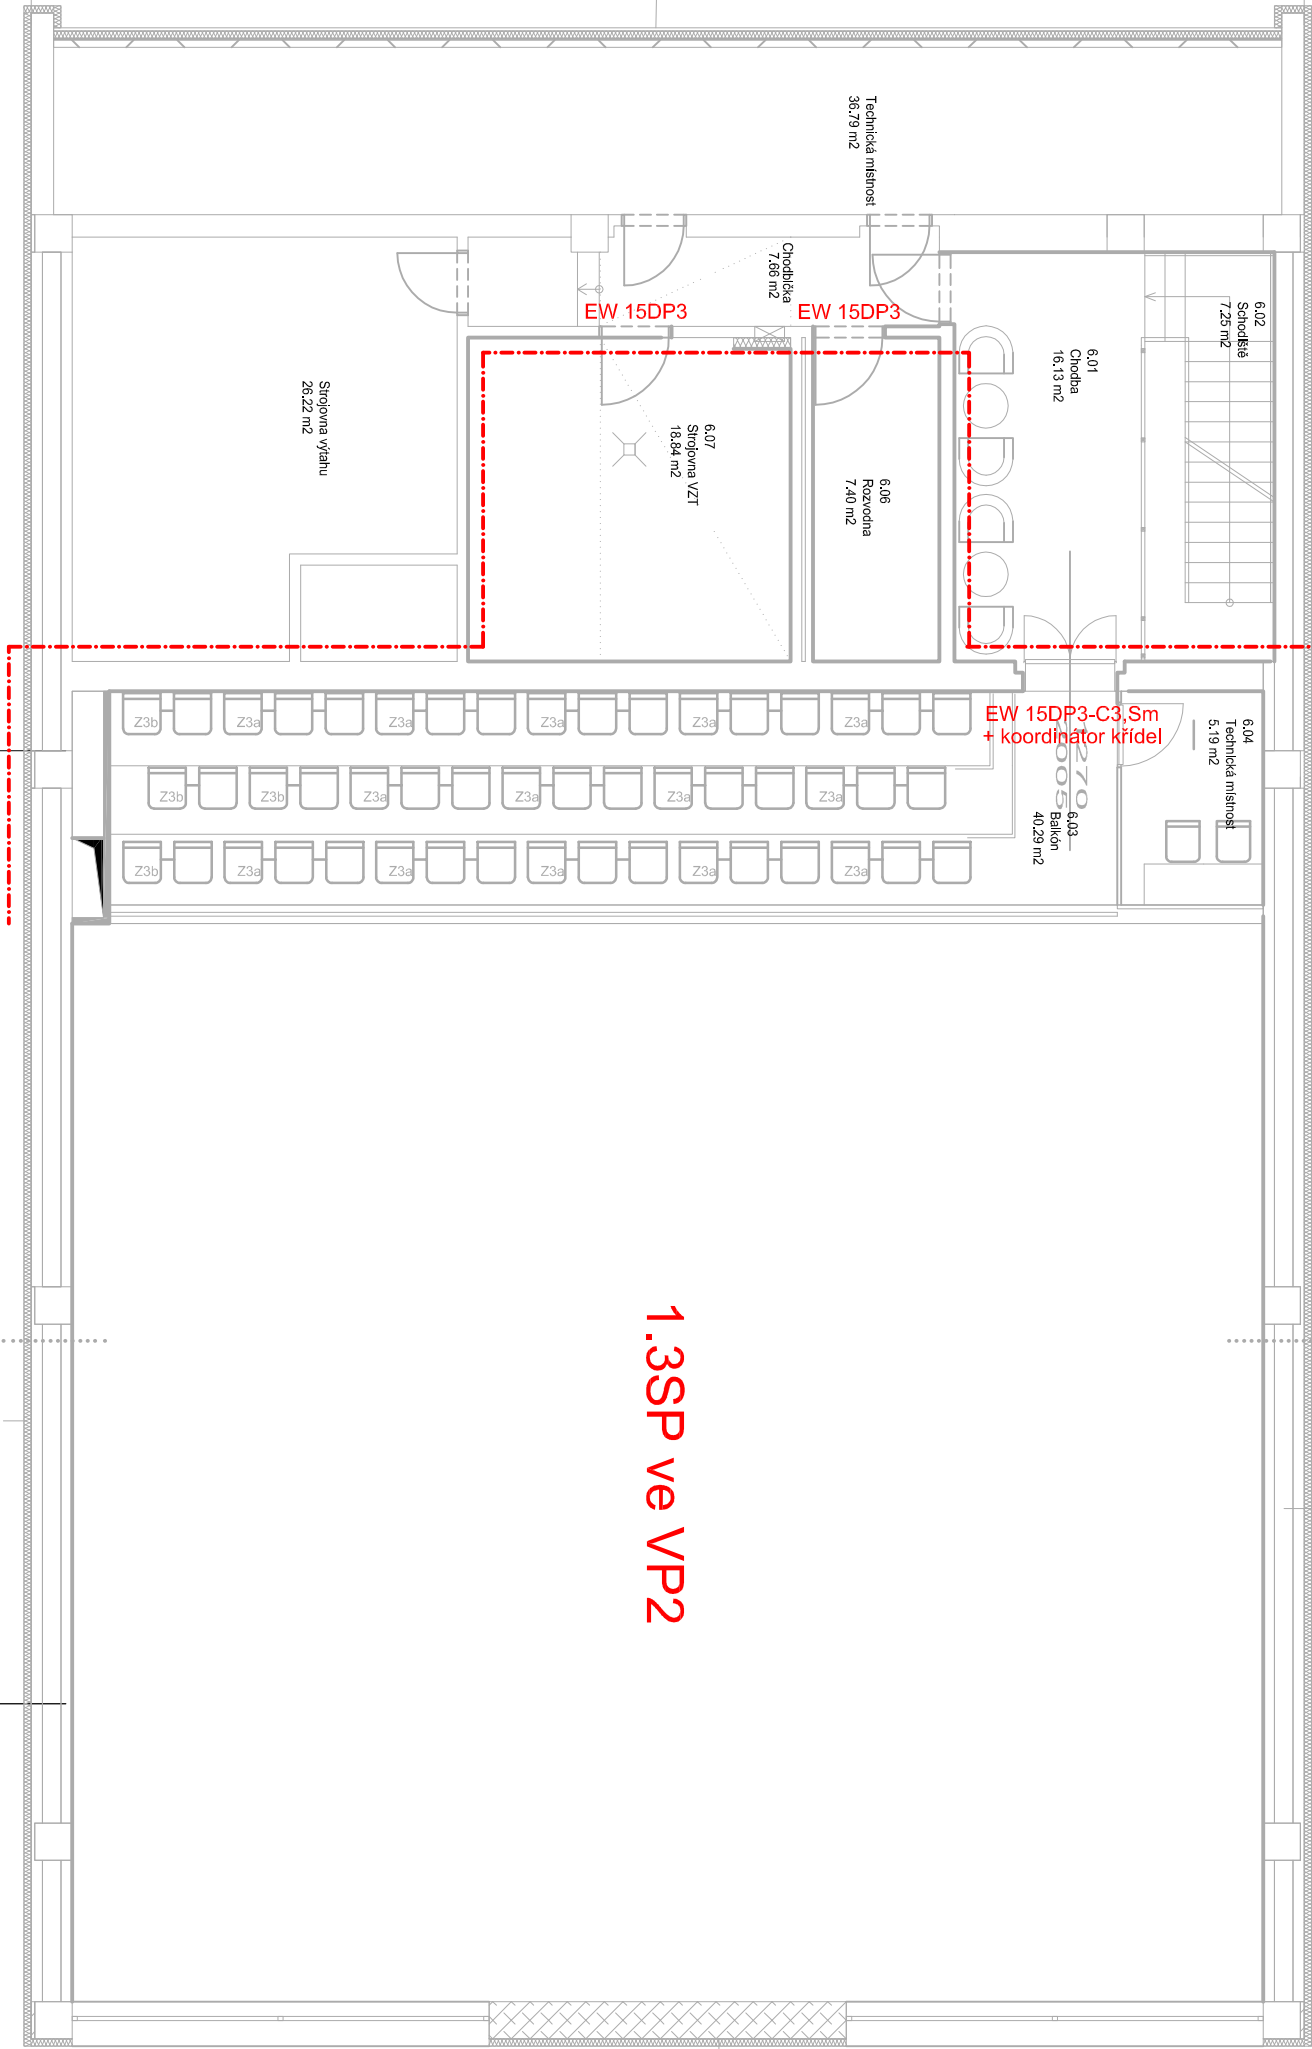 Technická místnost
36.79 m2
Chodbička
7.66 m2
6.02
Schodiště
7.25 m2
EW 15DP3
EW 15DP3
6.01
Chodba
16.13 m2
Strojovna výtahu
26.22 m2
6.07
Strojovna VZT
18.84 m2
6.06
Rozvodna
7.40 m2
EW 15DP3-C3,Sm
+ koordinátor křídel
6.04
Technická místnost
5.19 m2
Z3b Z3a Z3a Z3a Z3a Z3a
1270
Z3b Z3b Z3a Z3a Z3a Z3a
6.03
Balkón
40.29 m2
Z3b Z3a Z3a Z3a Z3a Z3a
1.3SP ve VP2